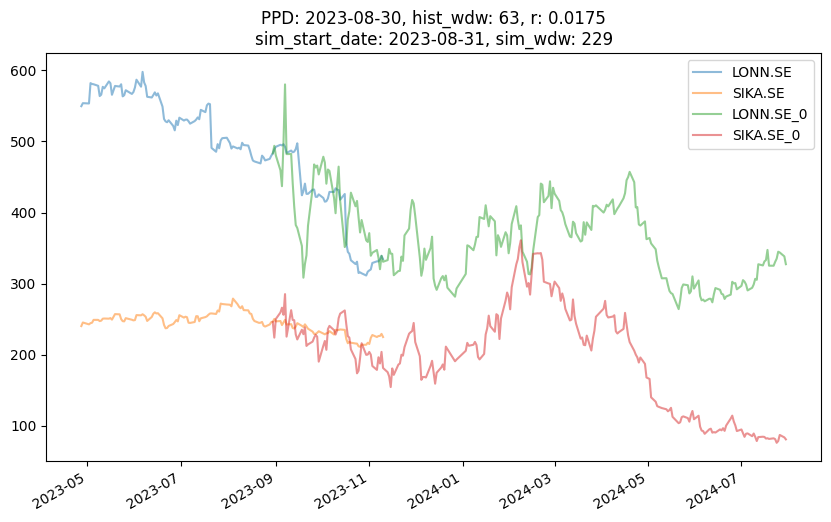 PPD: 2023-08-30, hist_wdw: 63, r: 0.0175
sim_start_date: 2023-08-31, sim_wdw: 229
600
500
400
300
200
100
LONN.SE
SIKA.SE
LONN.SE_0
SIKA.SE_0
2023-05
2023-07
2023-09
2023-11
2024-01
2024-03
2024-05
2024-07